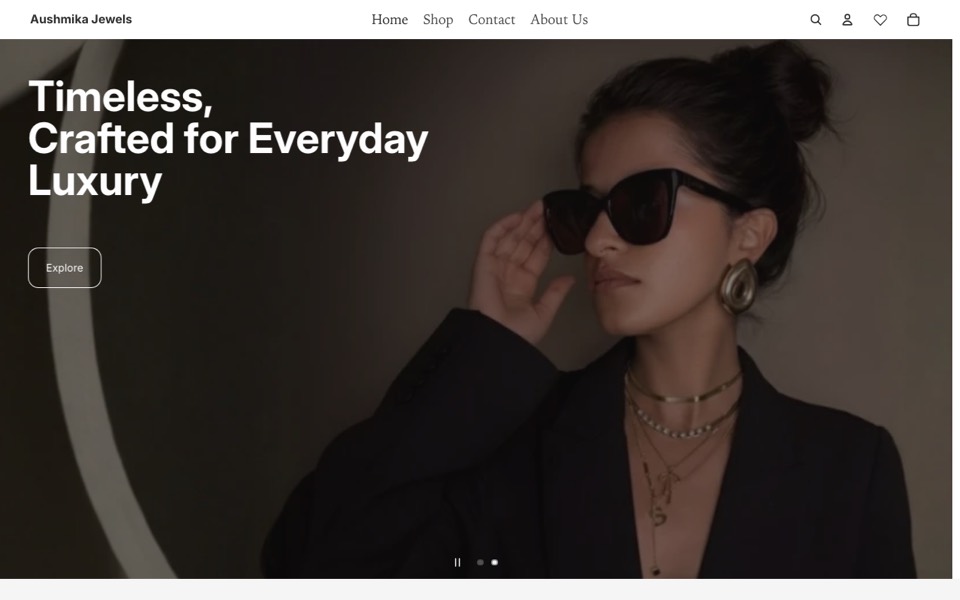 Aushmika Jewels
Home Shop Contact About Us
Timeless,
Crafted for Everyday
Luxury
Explore